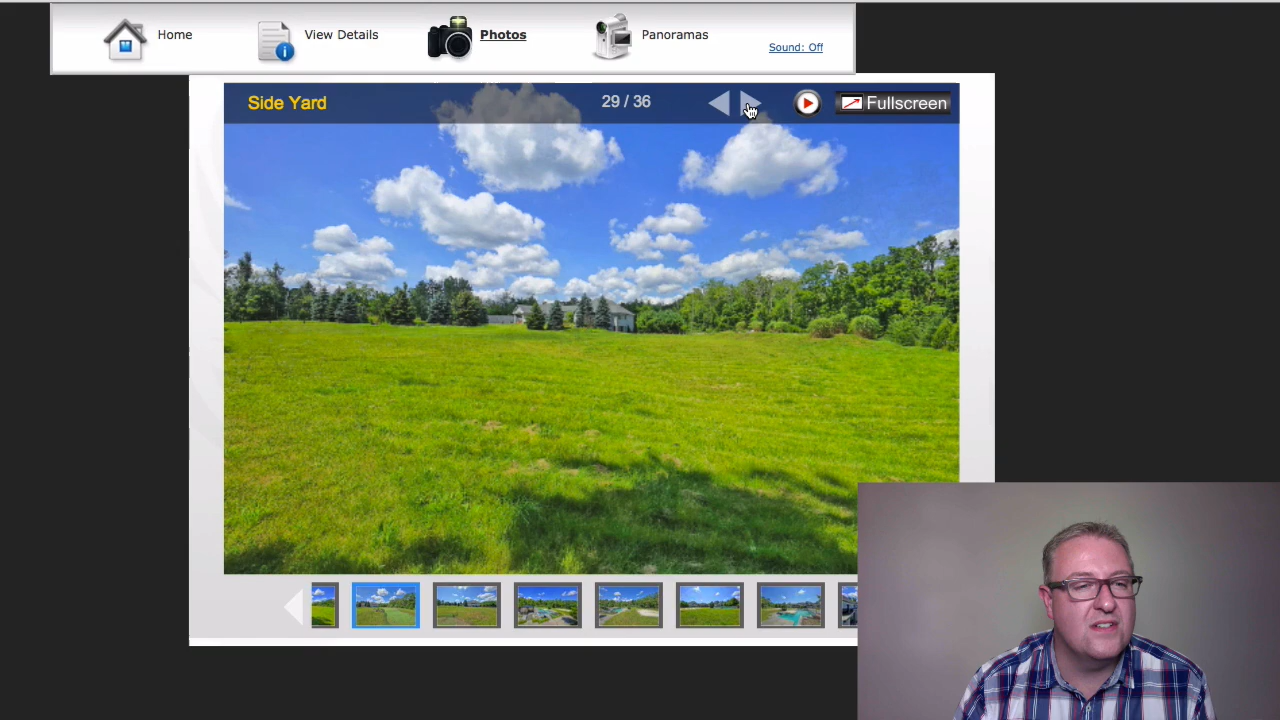 Home
View Details
Photos
Panoramas
Sound: Off
Side Yard
29 / 36
Fullscreen